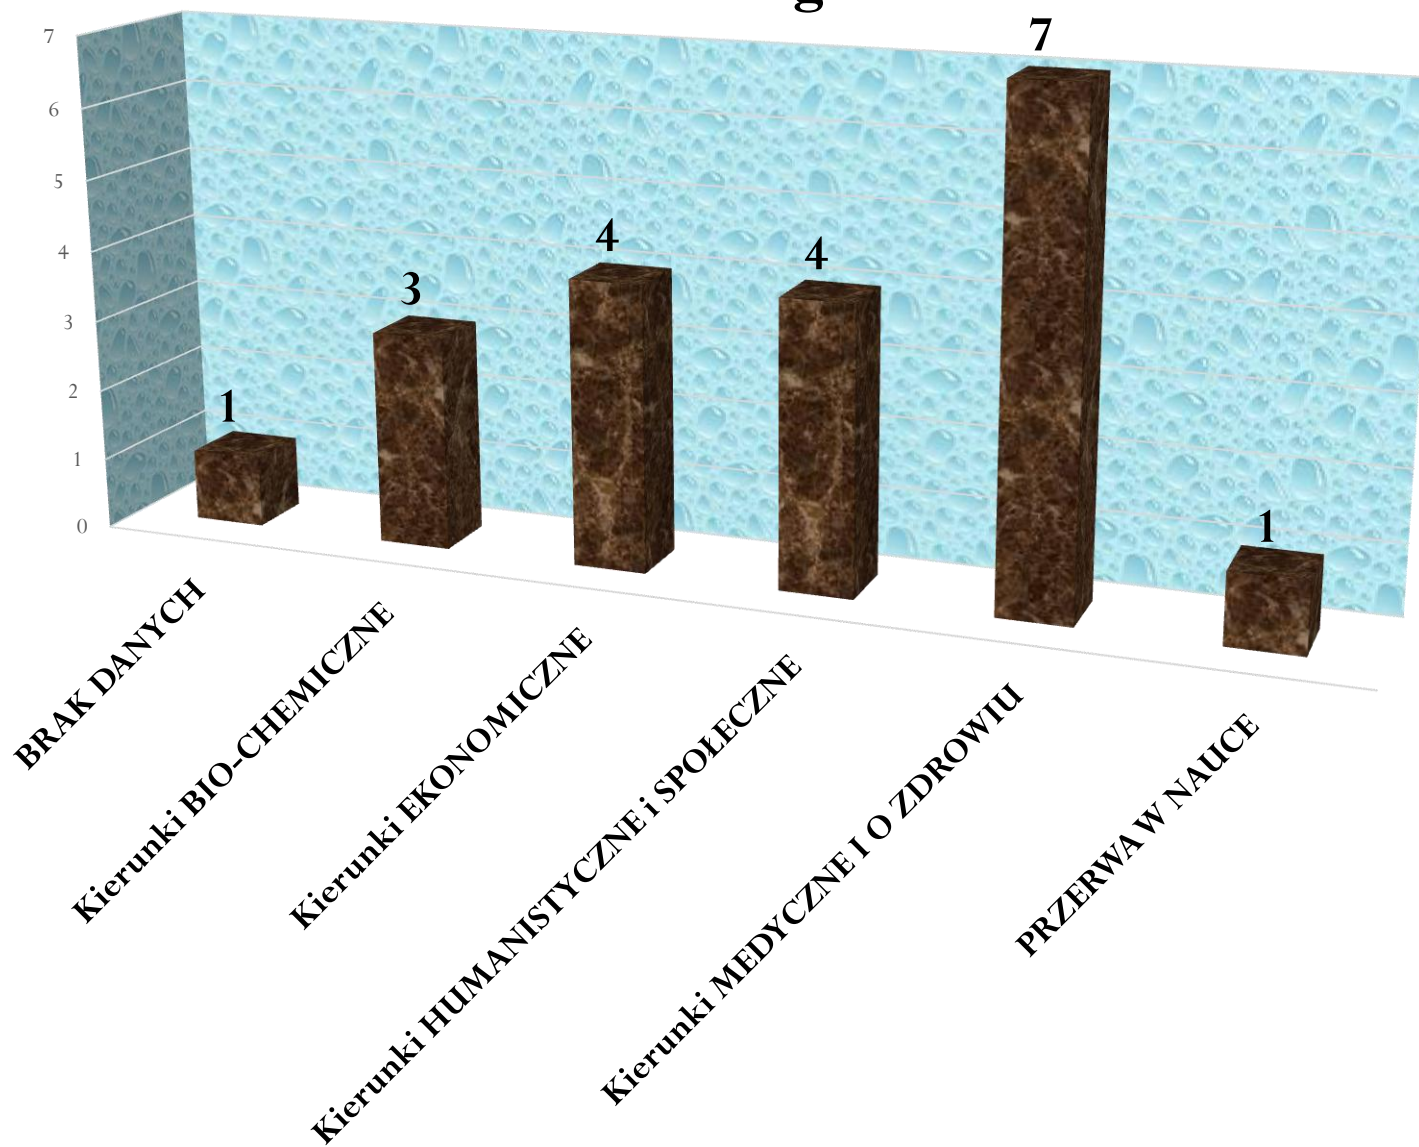 7
6
5
4
3
2
1
0
1
3
4
4
7
1
BRAK DANYCH
Kierunki BIO-CHEMICZNE
Kierunki EKONOMICZNE
Kierunki HUMANISTYCZNE i SPOŁECZNE
Kierunki MEDYCZNE I O ZDROWIU
PRZERWA W NAUCE